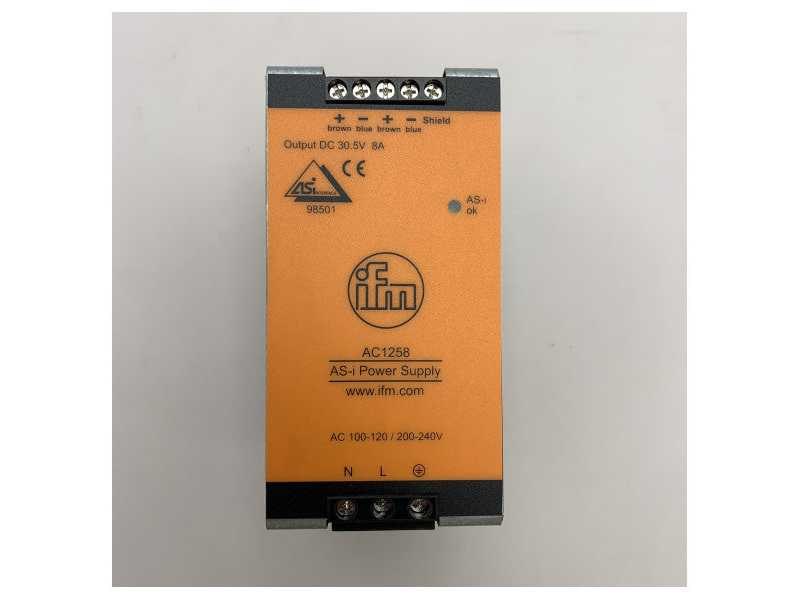 + − + − Shield
brown blue brown blue
Output DC 30.5V 8A
ASi
INTERFACE
CE
98501
AS-i
ok
ifm
AC1258
AS-i Power Supply
www.ifm.com
AC 100-120 / 200-240V
N L ⏚